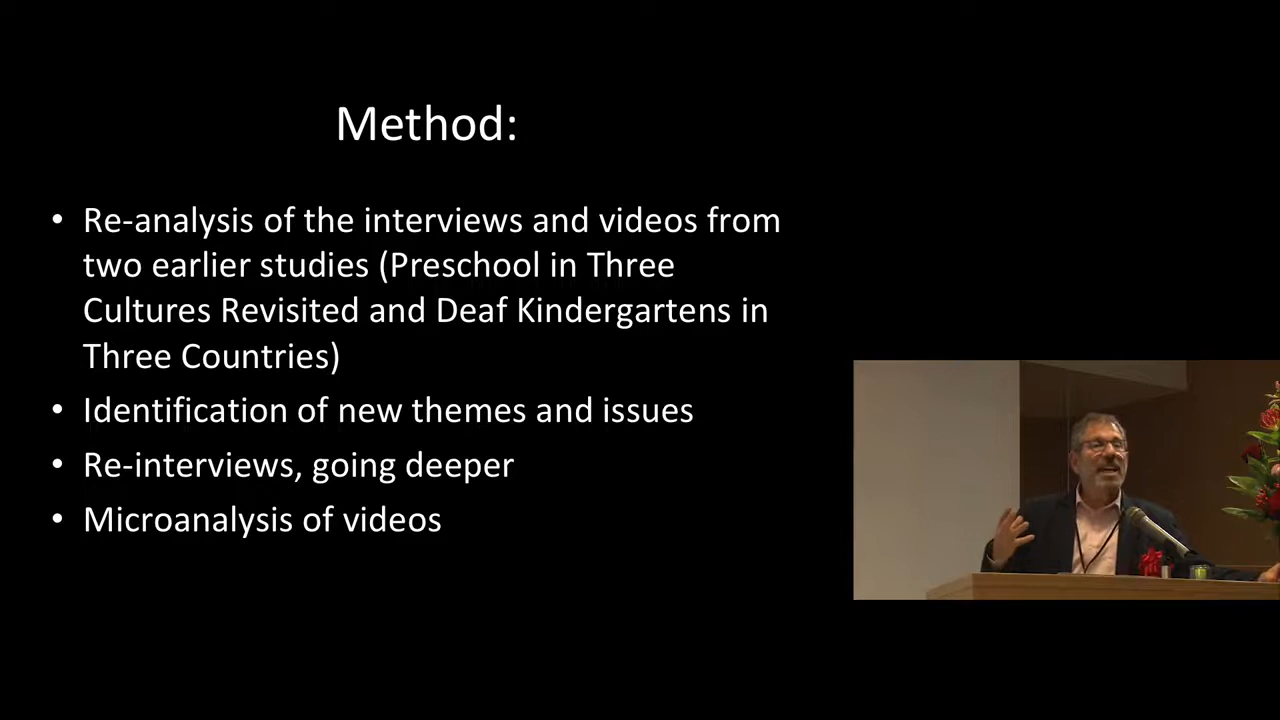 Method:
• Re-analysis of the interviews and videos from
two earlier studies (Preschool in Three
Cultures Revisited and Deaf Kindergartens in
Three Countries)
• Identification of new themes and issues
• Re-interviews, going deeper
• Microanalysis of videos